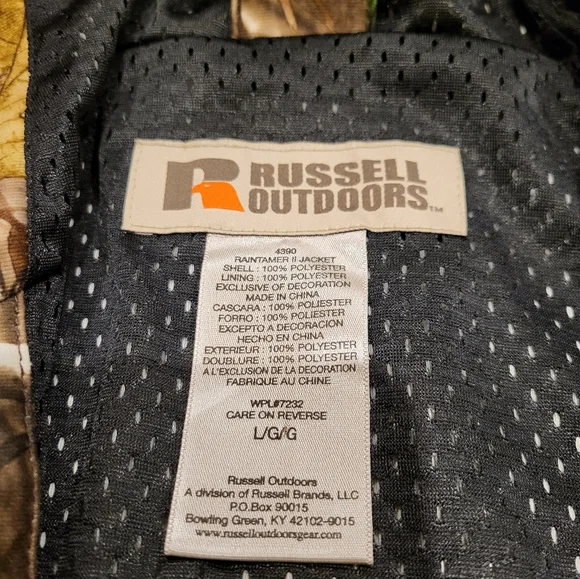 R RUSSELL
OUTDOORS™
4390
RAINTAMER II JACKET
SHELL : 100% POLYESTER
LINING : 100% POLYESTER
EXCLUSIVE OF DECORATION
MADE IN CHINA
CASCARA : 100% POLIESTER
FORRO : 100% POLIESTER
EXCEPTO A DECORACION
HECHO EN CHINA
EXTERIEUR : 100% POLYESTER
DOUBLURE : 100% POLYESTER
A L'EXCLUSION DE LA DECORATION
FABRIQUE AU CHINE
WPL#7232
CARE ON REVERSE
L/G/G
Russell Outdoors
A division of Russell Brands, LLC
P.O.Box 90015
Bowling Green, KY 42102-9015
www.russelloutdoorsgear.com